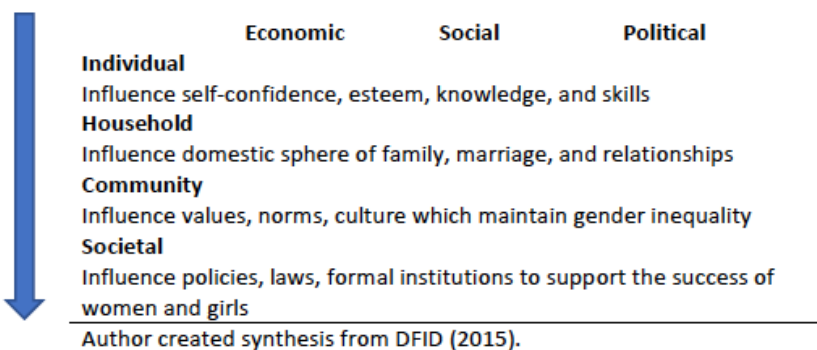 Economic Social Political
Individual
Influence self-confidence, esteem, knowledge, and skills
Household
Influence domestic sphere of family, marriage, and relationships
Community
Influence values, norms, culture which maintain gender inequality
Societal
Influence policies, laws, formal institutions to support the success of
women and girls
Author created synthesis from DFID (2015).